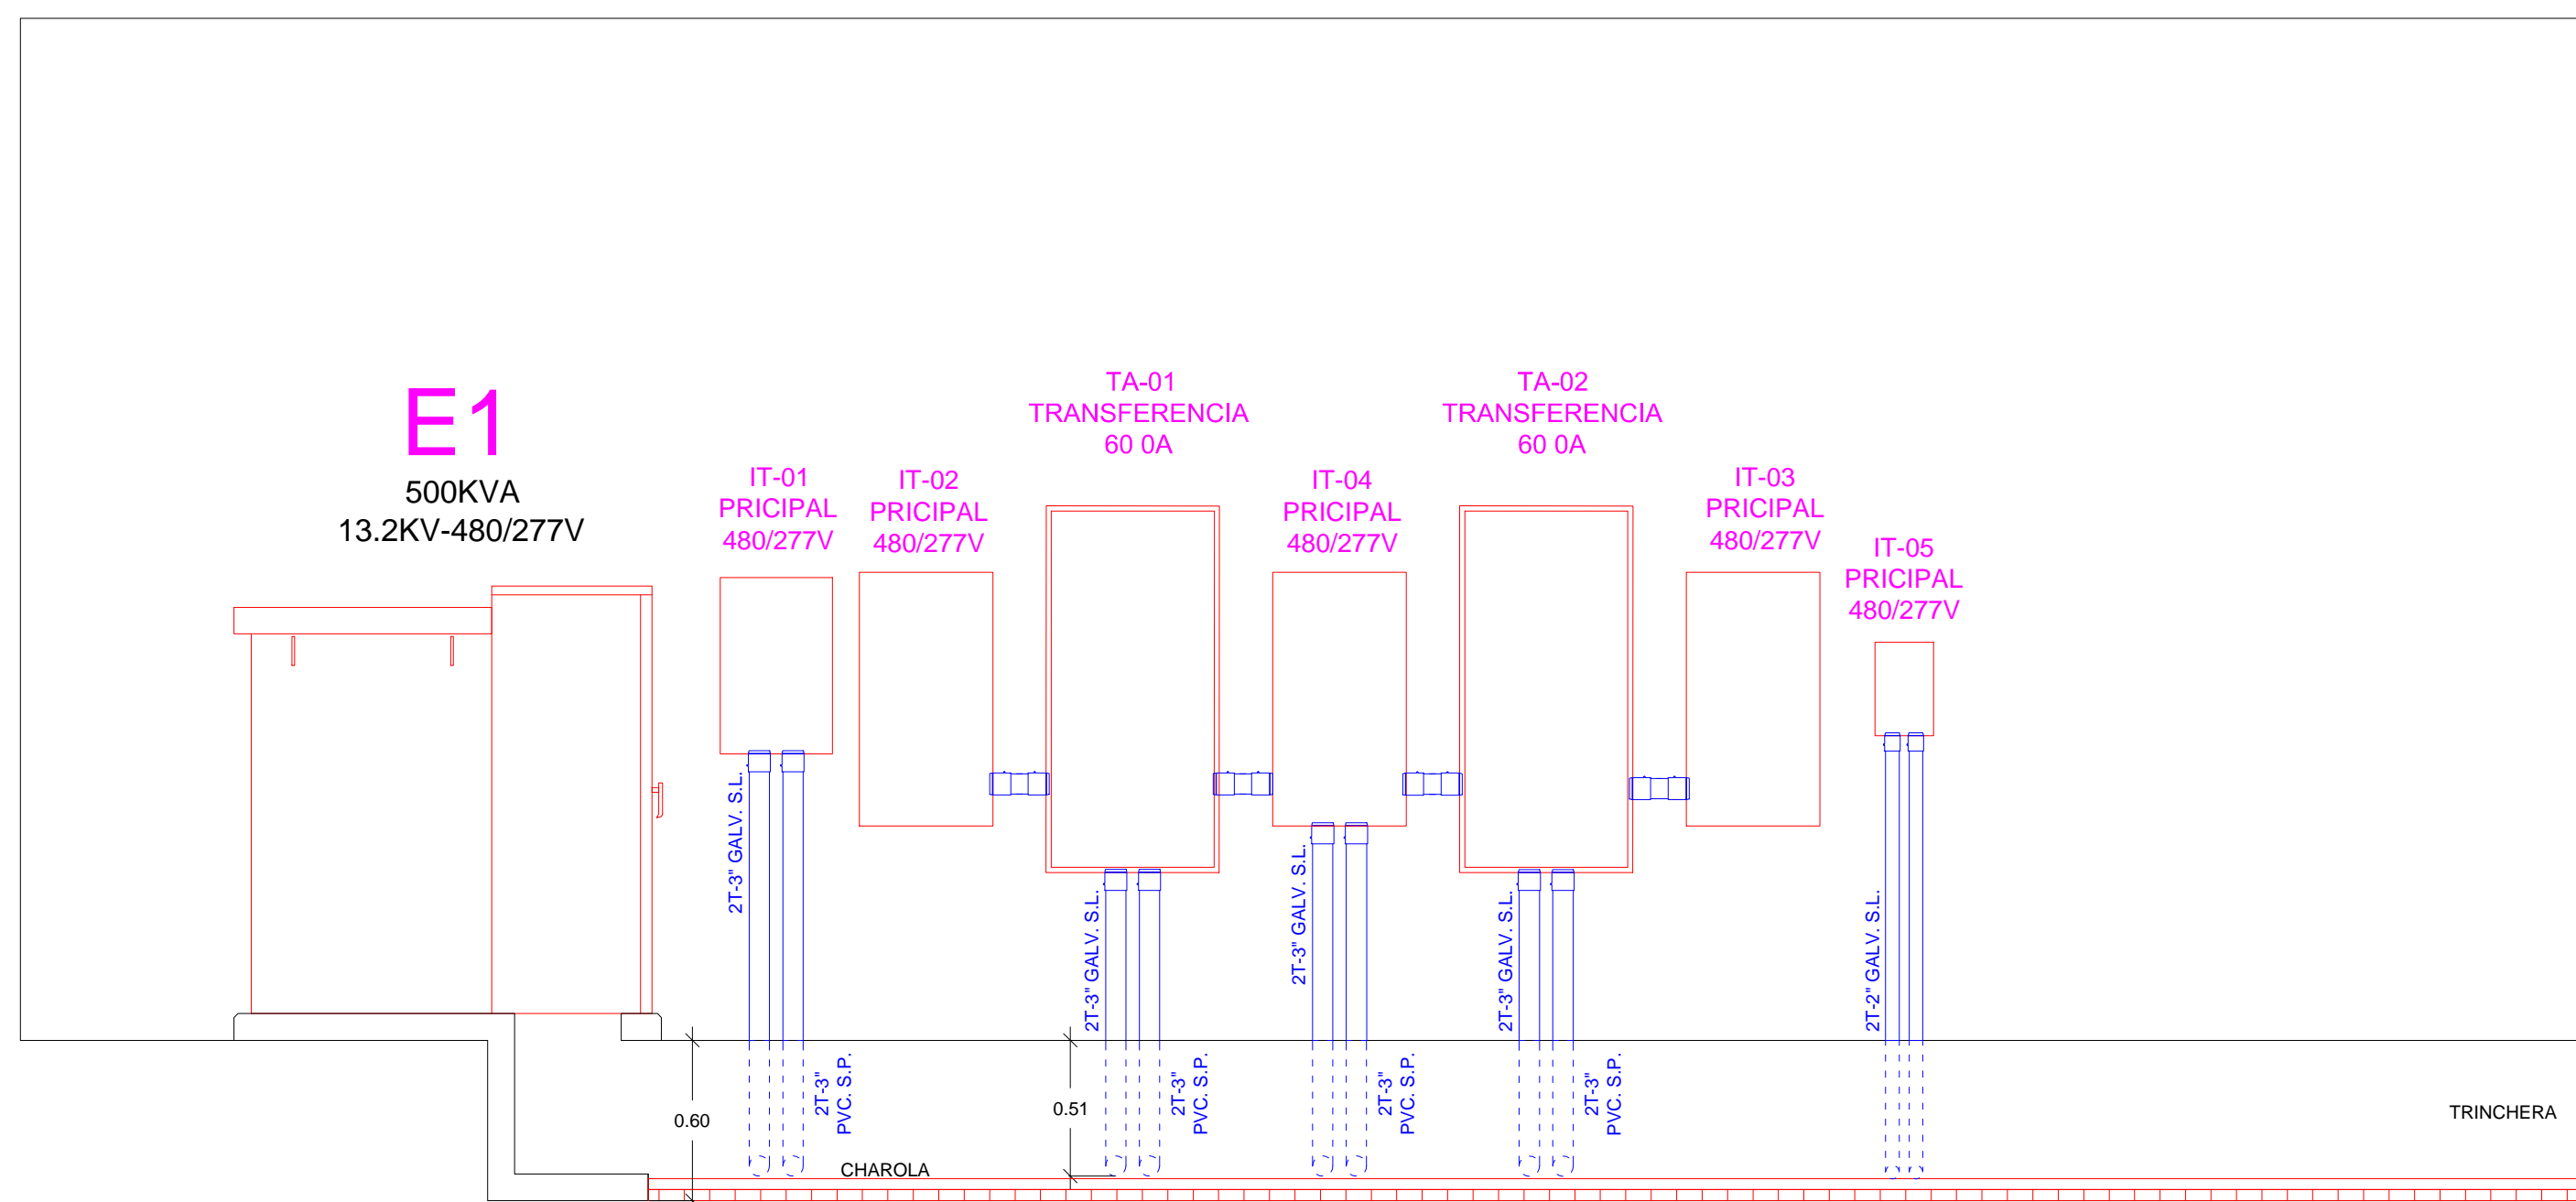 E1
500KVA
13.2KV-480/277V
IT-01
PRICIPAL
480/277V
IT-02
PRICIPAL
480/277V
TA-01
TRANSFERENCIA
60 0A
IT-04
PRICIPAL
480/277V
TA-02
TRANSFERENCIA
60 0A
IT-03
PRICIPAL
480/277V
IT-05
PRICIPAL
480/277V
2T-3" GALV. S.L.
2T-3" GALV. S.L.
2T-3" GALV. S.L.
2T-3" GALV. S.L.
2T-2" GALV. S.L.
0.60
2T-3"
PVC. S.P.
0.51
2T-3"
PVC. S.P.
2T-3"
PVC. S.P.
2T-3"
PVC. S.P.
TRINCHERA
CHAROLA